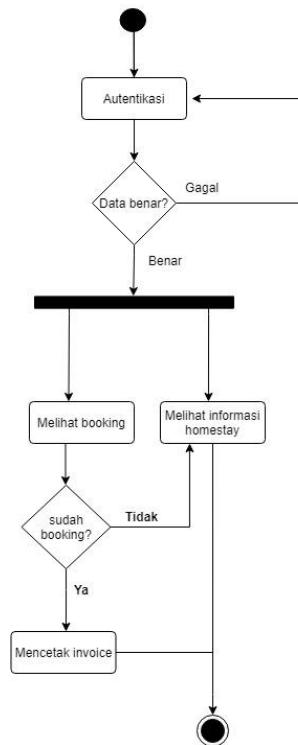 Autentikasi
Data benar?
Gagal
Benar
Melihat booking
Melihat informasi
homestay
sudah
booking?
Tidak
Ya
Mencetak invoice